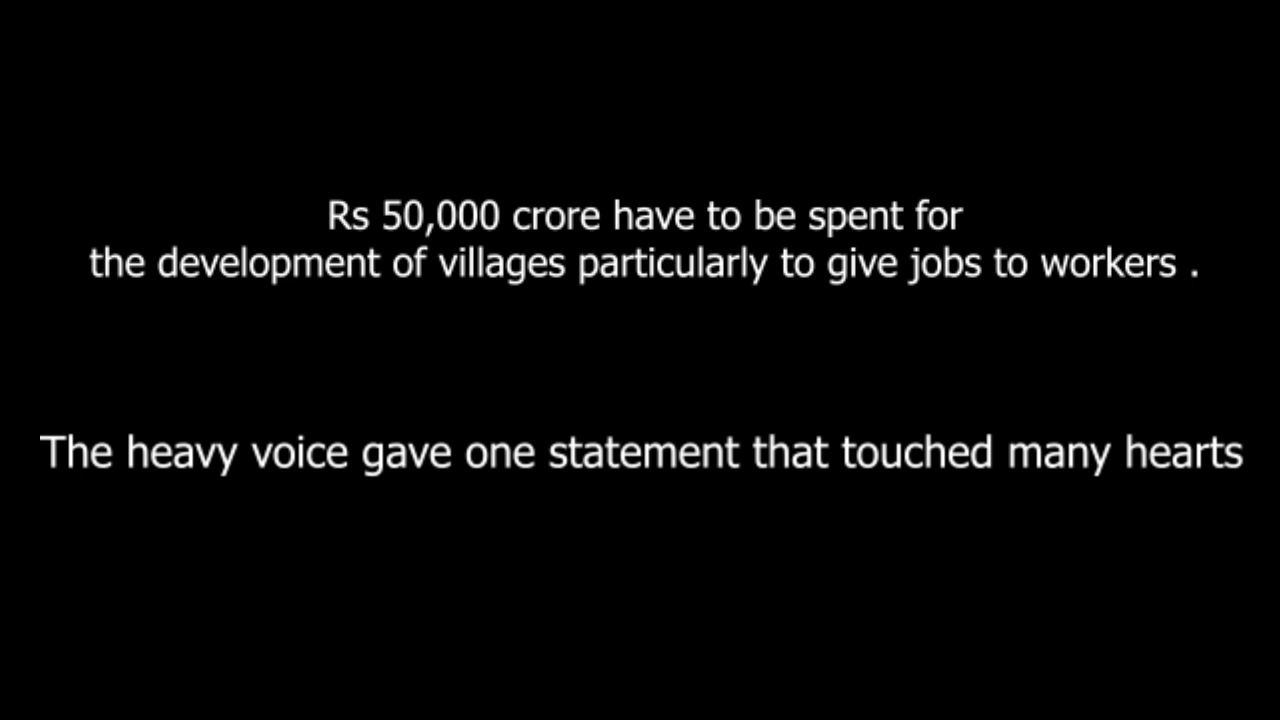 Rs 50,000 crore have to be spent for
the development of villages particularly to give jobs to workers .
The heavy voice gave one statement that touched many hearts